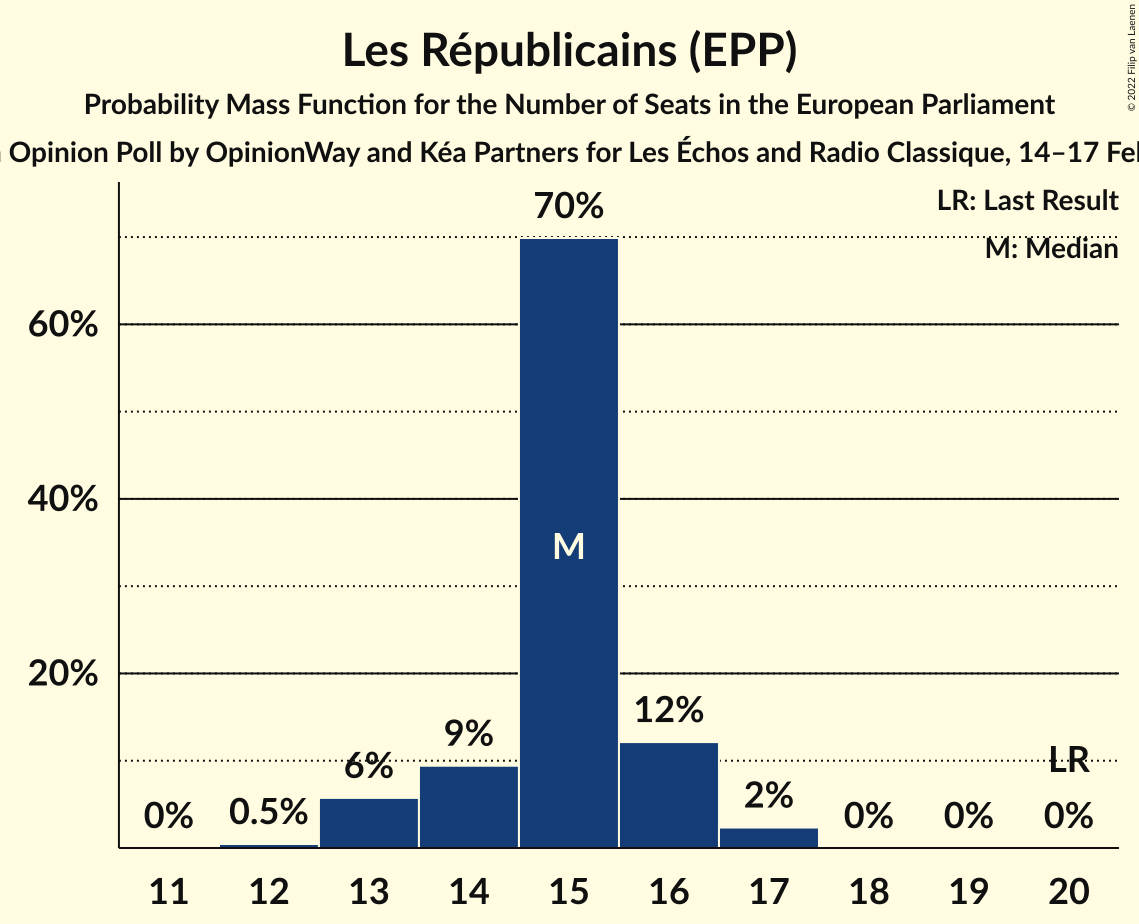 Les Républicains (EPP)
Probability Mass Function for the Number of Seats in the European Parliament
Opinion Poll by OpinionWay and Kéa Partners for Les Échos and Radio Classique, 14–17 Feb
© 2022 Filip van Laenen
LR: Last Result
M: Median
60%
40%
20%
0%
0.5%
6%
9%
70%
M
12%
2%
0%
0%
LR
0%
11 12 13 14 15 16 17 18 19 20